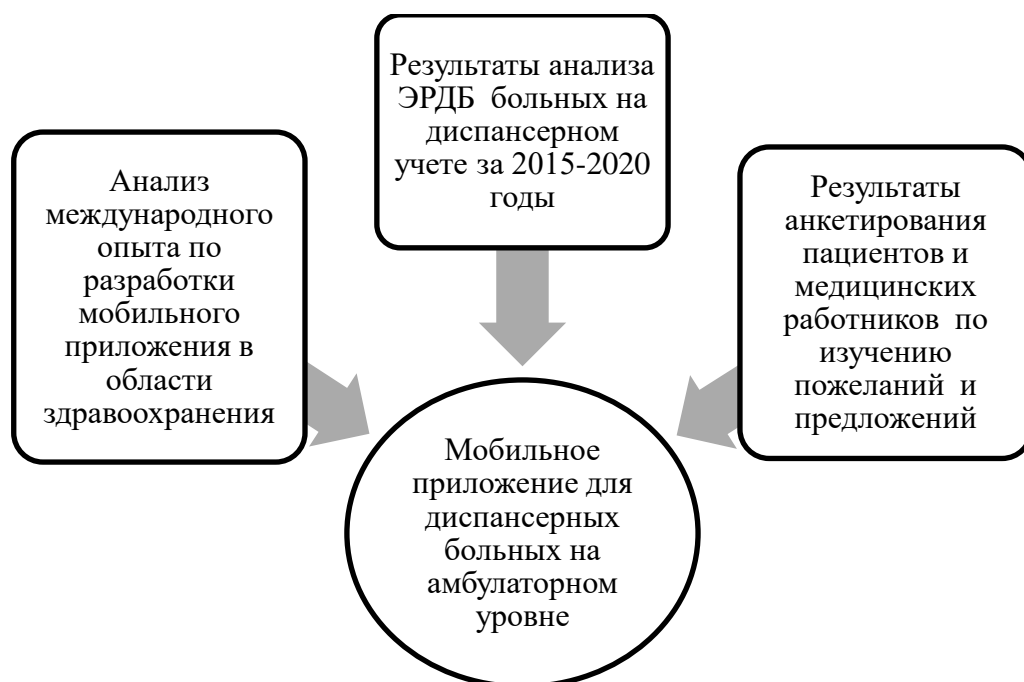 Результаты анализа
ЭРДБ больных на
диспансерном
учете за 2015-2020
годы
Анализ
международного
опыта по
разработки
мобильного
приложения в
области
здравоохранения
Результаты
анкетирования
пациентов и
медицинских
работников по
изучению
пожеланий и
предложений
Мобильное
приложение для
диспансерных
больных на
амбулаторном
уровне